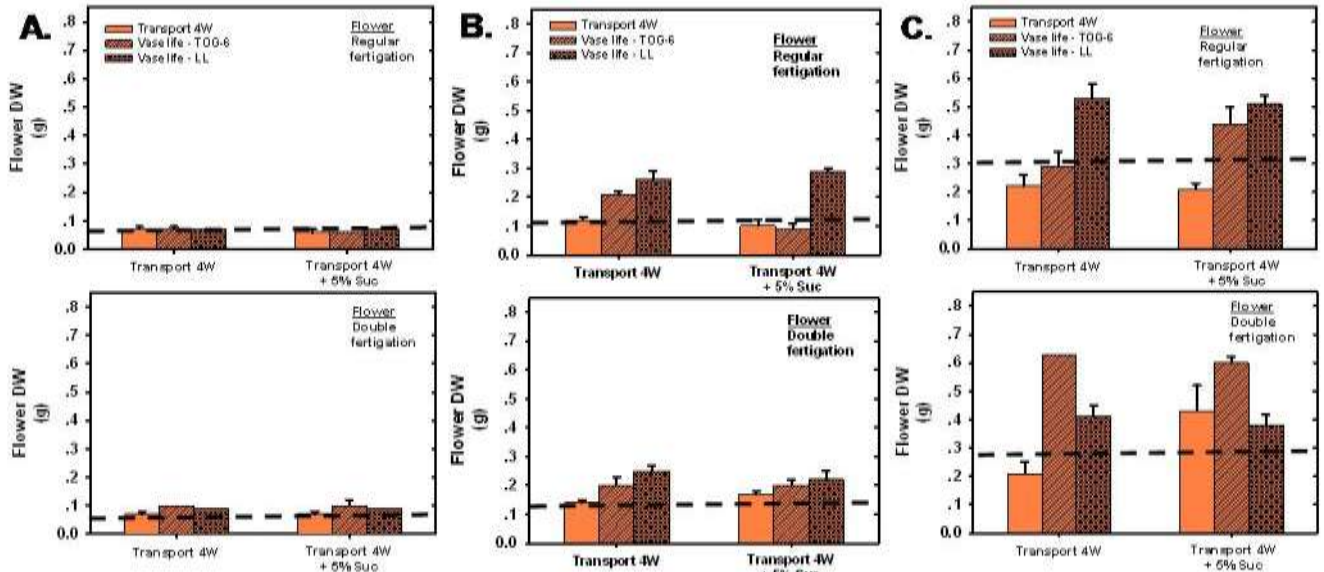 A.
Transport 4W
Vase life - TOG-6
Vase life - LL
Flower
Regular
fertigation
Flower DW
(g)
.8
.7
.6
.5
.4
.3
.2
.1
0.0
Transport 4W
Transport 4W
+ 5% Suc
B.
Transport 4W
Vase life - TOG-6
Vase life - LL
Flower
Regular
fertigation
Flower DW
(g)
.8
.7
.6
.5
.4
.3
.2
.1
0.0
Transport 4W
Transport 4W
+ 5% Suc
C.
Transport 4W
Vase life - TOG-6
Vase life - LL
Flower
Regular
fertigation
Flower DW
(g)
.8
.7
.6
.5
.4
.3
.2
.1
0.0
Transport 4W
Transport 4W
+ 5% Suc
Flower
Double
fertigation
Flower DW
(g)
.8
.7
.6
.5
.4
.3
.2
.1
0.0
Transport 4W
Transport 4W
+ 5% Suc
Flower
Double
fertigation
Flower DW
(g)
.8
.7
.6
.5
.4
.3
.2
.1
0.0
Transport 4W
Transport 4W
+ 5% Suc
Flower
Double
fertigation
Flower DW
(g)
.8
.7
.6
.5
.4
.3
.2
.1
0.0
Transport 4W
Transport 4W
+ 5% Suc